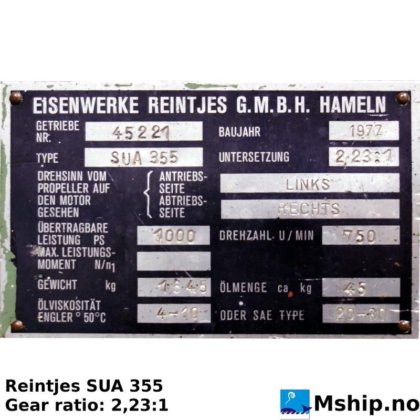 EISENWERKE REINTJES G.M.B.H. HAMELN
GETRIEBE NR. 45221 BAUJAHR 1977
TYPE SUA 355 UNTERSETZUNG 2,23:1
DREHSINN VOM PROPELLER AUF DEN MOTOR GESEHEN
ANTRIEBS-SEITE LINKS
ABTRIEBS-SEITE RECHTS
ÜBERTRAGBARE LEISTUNG PS 1000 DREHZAHL U/MIN 750
MAX. LEISTUNGS-MOMENT N/n1
GEWICHT kg ÖLMENGE ca. kg 45
ÖLVISKOSITÄT ENGLER °50°C ODER SAE TYPE 20-30
Reintjes SUA 355
Gear ratio: 2,23:1
Mship.no